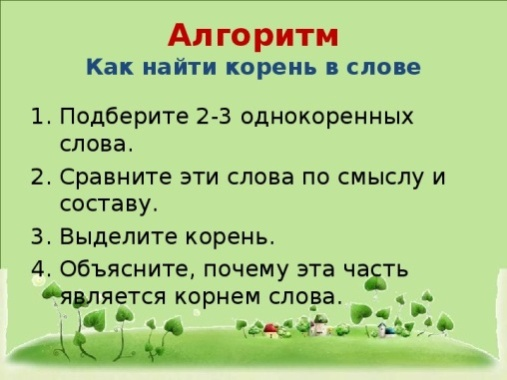 Алгоритм
Как найти корень в слове
1. Подберите 2-3 однокоренных
слова.
2. Сравните эти слова по смыслу и
составу.
3. Выделите корень.
4. Объясните, почему эта часть
является корнем слова.